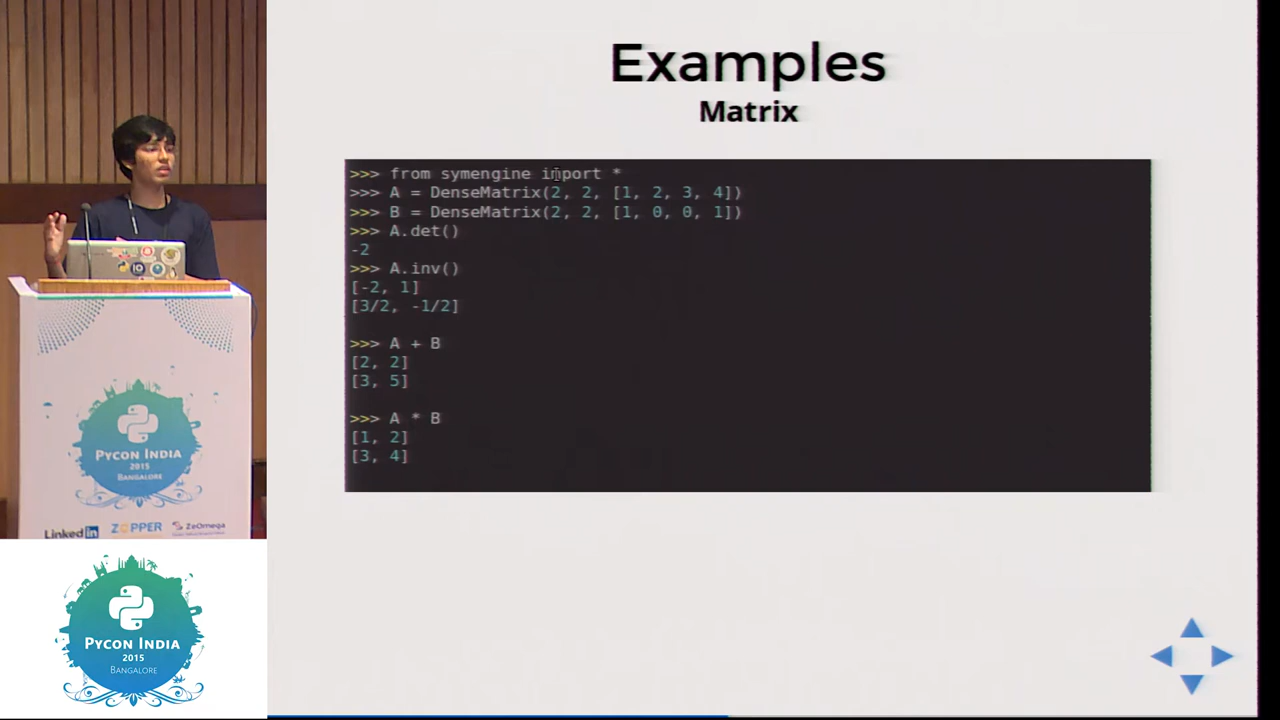 Examples
Matrix
>>> from symengine import *
>>> A = DenseMatrix(2, 2, [1, 2, 3, 4])
>>> B = DenseMatrix(2, 2, [1, 0, 0, 1])
>>> A.det()
-2
>>> A.inv()
[-2, 1]
[3/2, -1/2]
>>> A + B
[2, 2]
[3, 5]
>>> A * B
[1, 2]
[3, 4]
PYCON INDIA
2015
BANGALORE
LinkedIn ZOPPER ZeOmega
PYCON INDIA
2015
BANGALORE